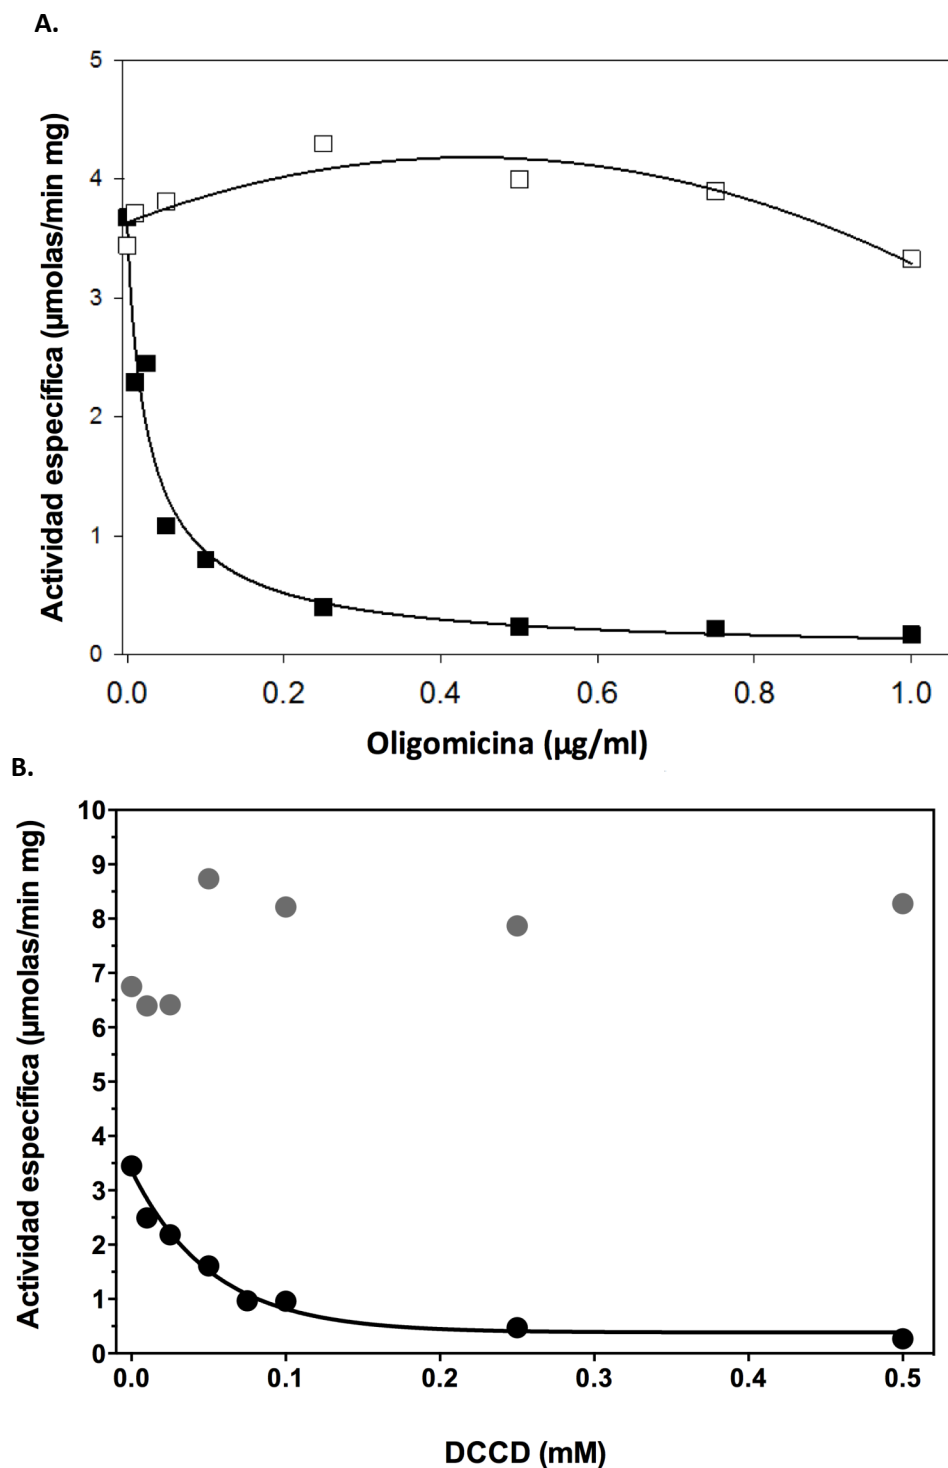 A.
5
4
3
2
1
0
Actividad específica (µmolas/min mg)
0.0 0.2 0.4 0.6 0.8 1.0
Oligomicina (µg/ml)
B.
10
9
8
7
6
5
4
3
2
1
0
Actividad específica (µmolas/min mg)
0.0 0.1 0.2 0.3 0.4 0.5
DCCD (mM)